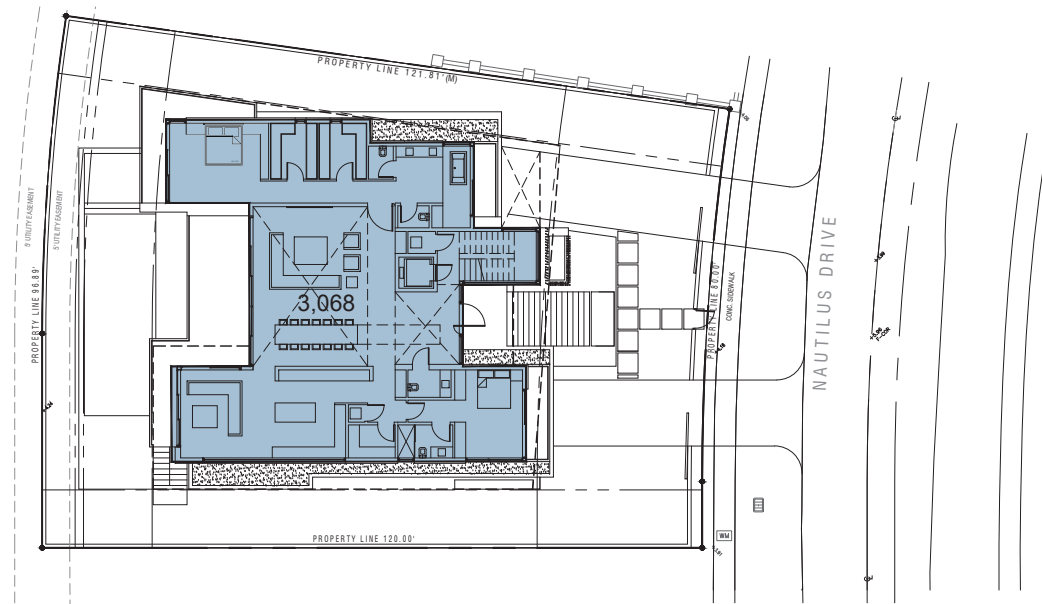 PROPERTY LINE 121.81' (M)
5' UTILITY EASEMENT
5' UTILITY EASEMENT
PROPERTY LINE 96.89'
3,068
PROPERTY LINE 80.00'
CONC. SIDEWALK
NAUTILUS DRIVE
PROPERTY LINE 120.00'
WM